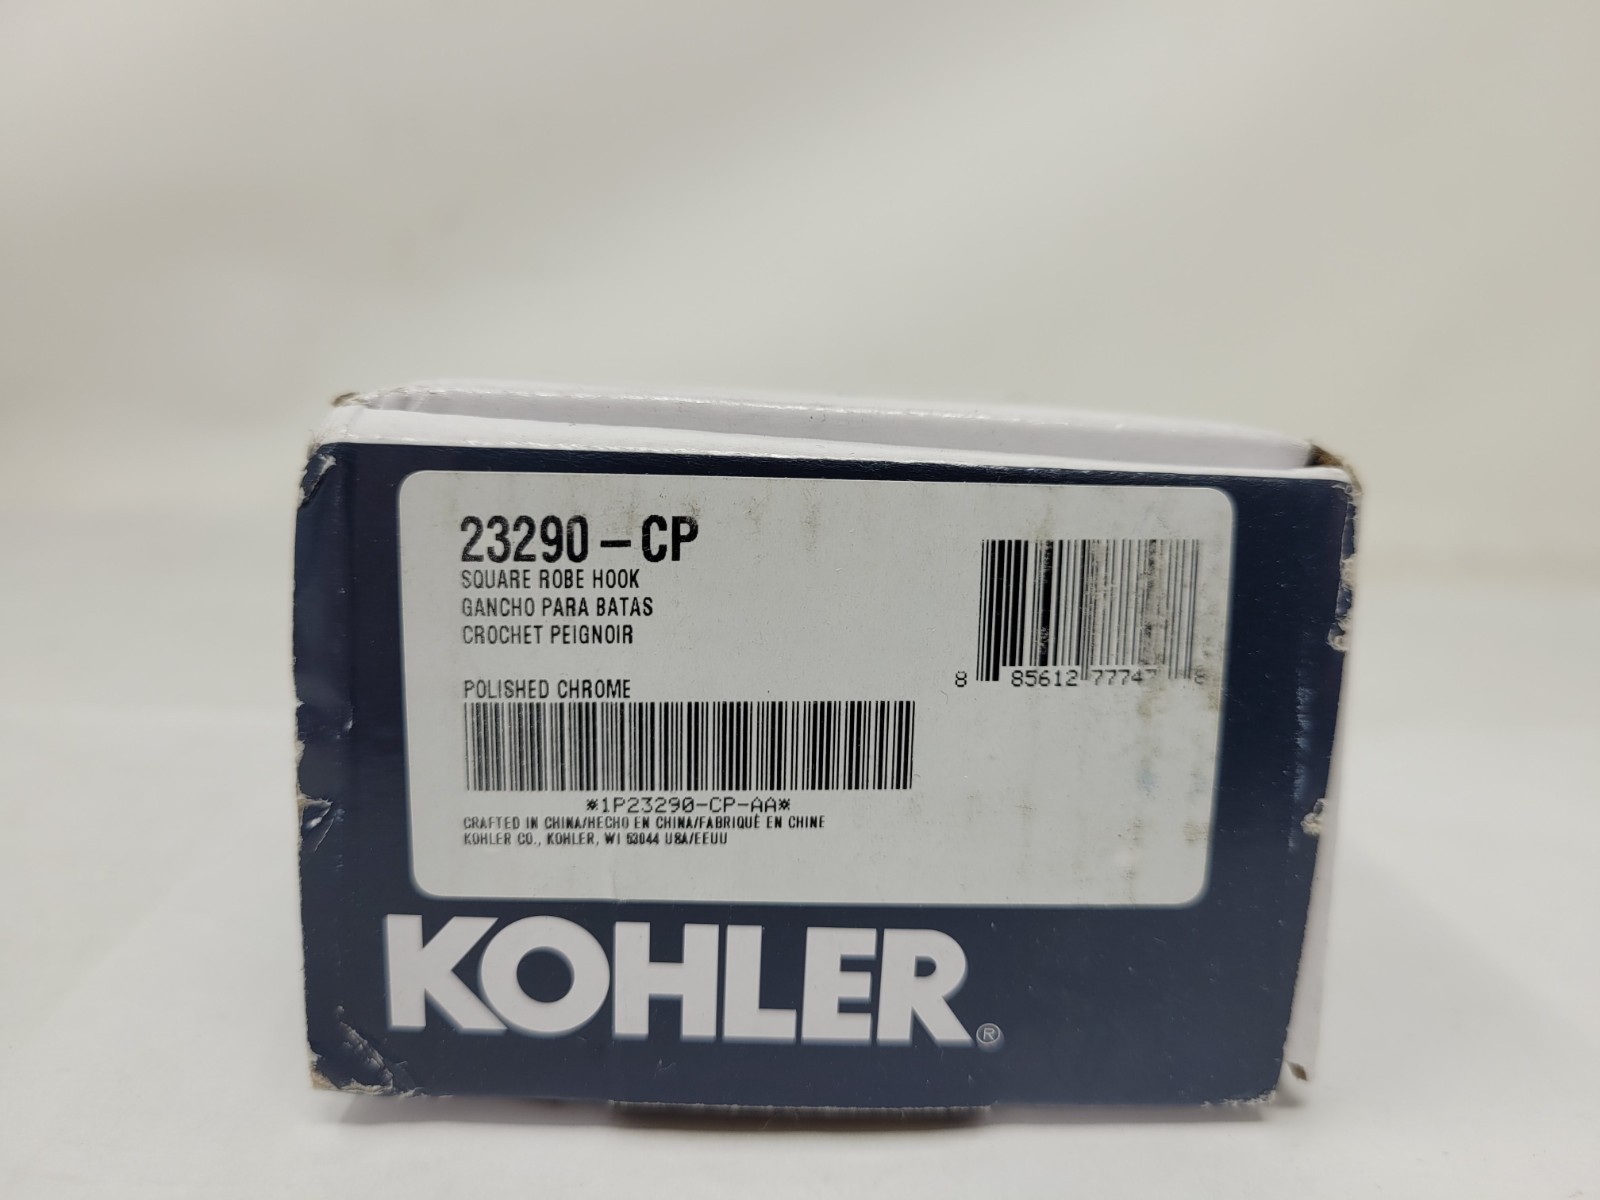 23290-CP
SQUARE ROBE HOOK
GANCHO PARA BATAS
CROCHET PEIGNOIR
POLISHED CHROME
8 85612 77747 8
*1P23290-CP-AA*
CRAFTED IN CHINA/HECHO EN CHINA/FABRIQUÉ EN CHINE
KOHLER CO., KOHLER, WI 53044 USA/EEUU
KOHLER®